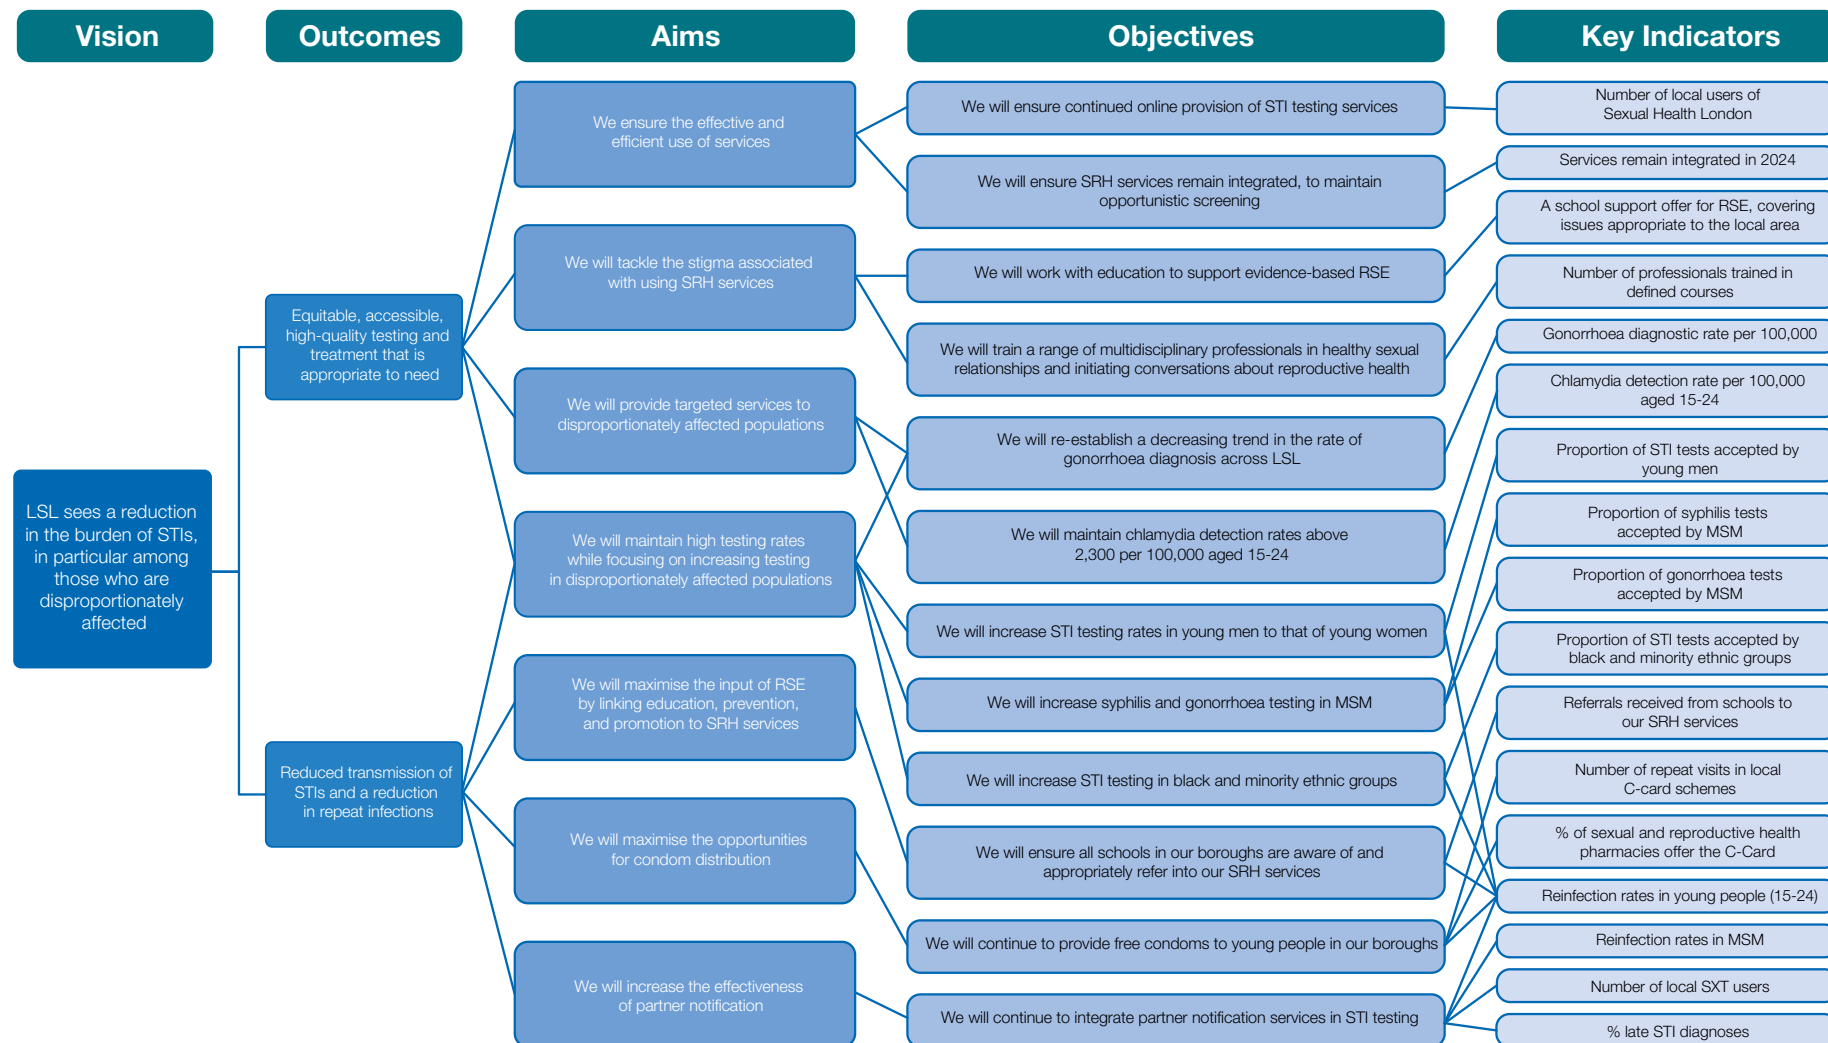 Vision
Outcomes
Aims
Objectives
Key Indicators
LSL sees a reduction
in the burden of STIs,
in particular among
those who are
disproportionately
affected
Equitable, accessible,
high-quality testing and
treatment that is
appropriate to need
Reduced transmission of
STIs and a reduction
in repeat infections
We ensure the effective and
efficient use of services
We will tackle the stigma associated
with using SRH services
We will provide targeted services to
disproportionately affected populations
We will maintain high testing rates
while focusing on increasing testing
in disproportionately affected populations
We will maximise the input of RSE
by linking education, prevention,
and promotion to SRH services
We will maximise the opportunities
for condom distribution
We will increase the effectiveness
of partner notification
We will ensure continued online provision of STI testing services
We will ensure SRH services remain integrated, to maintain
opportunistic screening
We will work with education to support evidence-based RSE
We will train a range of multidisciplinary professionals in healthy sexual
relationships and initiating conversations about reproductive health
We will re-establish a decreasing trend in the rate of
gonorrhoea diagnosis across LSL
We will maintain chlamydia detection rates above
2,300 per 100,000 aged 15-24
We will increase STI testing rates in young men to that of young women
We will increase syphilis and gonorrhoea testing in MSM
We will increase STI testing in black and minority ethnic groups
We will ensure all schools in our boroughs are aware of and
appropriately refer into our SRH services
We will continue to provide free condoms to young people in our boroughs
We will continue to integrate partner notification services in STI testing
Number of local users of
Sexual Health London
Services remain integrated in 2024
A school support offer for RSE, covering
issues appropriate to the local area
Number of professionals trained in
defined courses
Gonorrhoea diagnostic rate per 100,000
Chlamydia detection rate per 100,000
aged 15-24
Proportion of STI tests accepted by
young men
Proportion of syphilis tests
accepted by MSM
Proportion of gonorrhoea tests
accepted by MSM
Proportion of STI tests accepted by
black and minority ethnic groups
Referrals received from schools to
our SRH services
Number of repeat visits in local
C-card schemes
% of sexual and reproductive health
pharmacies offer the C-Card
Reinfection rates in young people (15-24)
Reinfection rates in MSM
Number of local SXT users
% late STI diagnoses